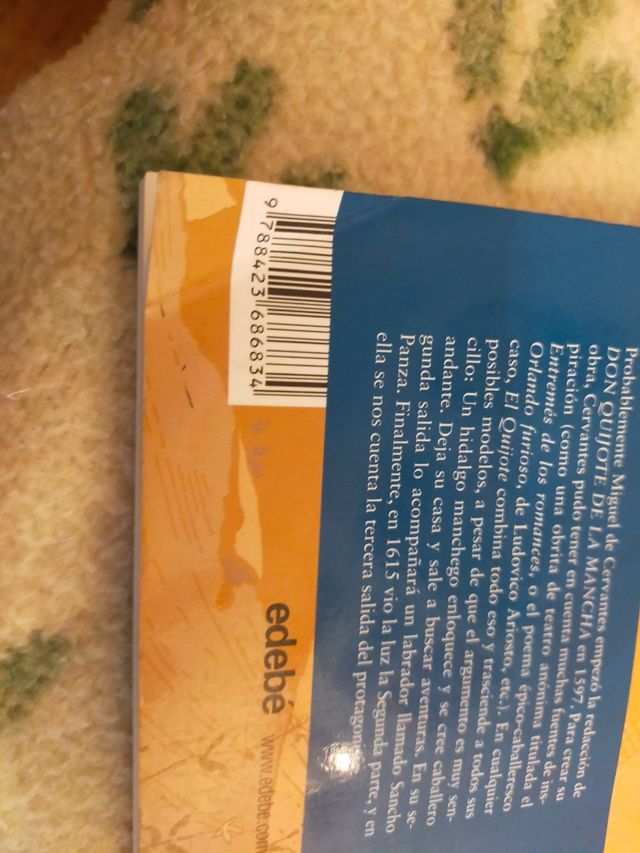 Probablemente Miguel de Cervantes empezó la redacción de
DON QUIJOTE DE LA MANCHA en 1597. Para crear su
obra, Cervantes pudo tener en cuenta muchas fuentes de ins-
piración (como una obrita de teatro anónima titulada el
Entremés de los romances, o el poema épico-caballeresco
Orlando furioso, de Ludovico Ariosto, etc.). En cualquier
caso, El Quijote combina todo eso y trasciende a todos sus
posibles modelos, a pesar de que el argumento es muy sen-
cillo: Un hidalgo manchego enloquece y se cree caballero
andante. Deja su casa y sale a buscar aventuras. En su se-
gunda salida lo acompañará un labrador llamado Sancho
Panza. Finalmente, en 1615 vio la luz la Segunda parte, y en
ella se nos cuenta la tercera salida del protagon
9 788423 686834
edebé www.edebe.com